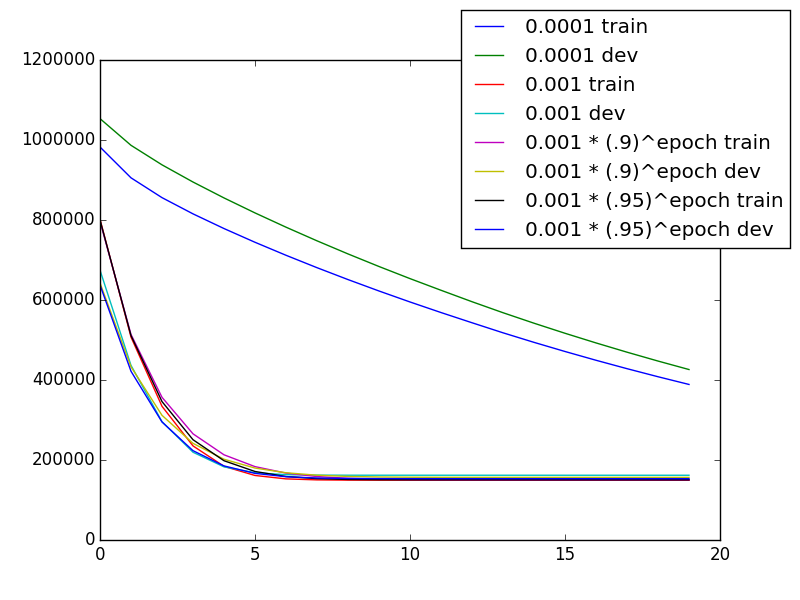 0.0001 train
0.0001 dev
0.001 train
0.001 dev
0.001 * (.9)^epoch train
0.001 * (.9)^epoch dev
0.001 * (.95)^epoch train
0.001 * (.95)^epoch dev
1200000
1000000
800000
600000
400000
200000
0
0 5 10 15 20